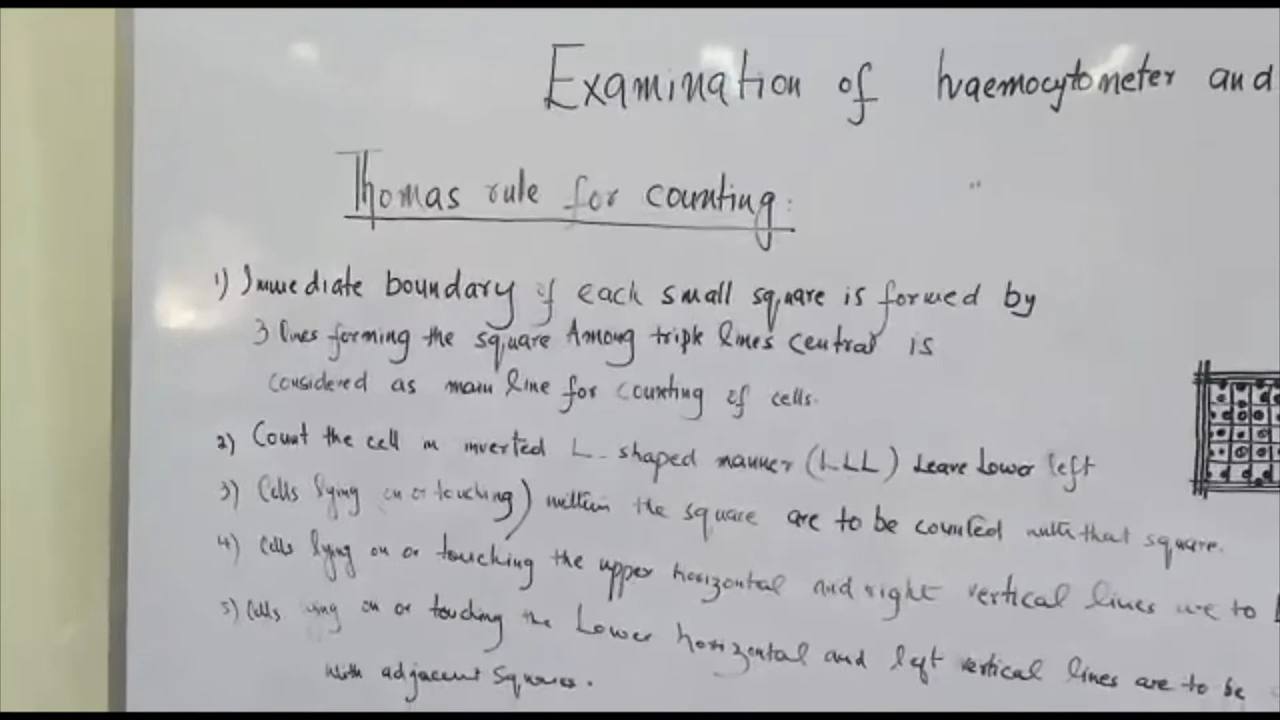 Examination of haemocytometer and
Thomas rule for counting:
1) Immediate boundary of each small square is formed by
3 lines forming the square Among triple lines central is
considered as main line for counting of cells.
2) Count the cell in inverted L- shaped manner (LLL) Leave Lower left
3) Cells lying on or touching) within the square are to be counted with that square.
4) Cells lying on or touching the upper horizontal and right vertical lines are to
5) Cells lying on or touching the Lower horizontal and left vertical lines are to be
with adjacent squares.